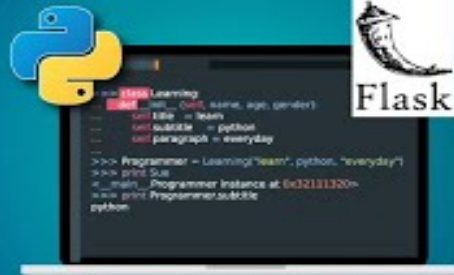 Flask
>>> class Learning:
... def __init__ (self, name, age, gender):
... self.title = learn
... self.subtitle = python
... self.paragraph = everyday
...
>>> Programmer = Learning("learn", python, "everyday")
>>> print Sue
<__main__.Programmer instance at 0x32111320>
>>> print Programmer.subtitle
python